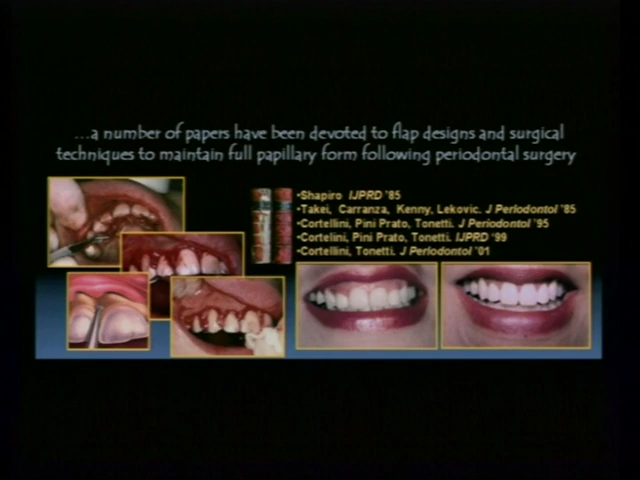 ...a number of papers have been devoted to flap designs and surgical
techniques to maintain full papillary form following periodontal surgery
•Shapiro IJPRD '85
•Takei, Carranza, Kenny, Lekovic. J Periodontol '85
•Cortellini, Pini Prato, Tonetti. J Periodontol '95
•Cortelini, Pini Prato, Tonetti. IJPRD '99
•Cortellini, Tonetti. J Periodontol '01